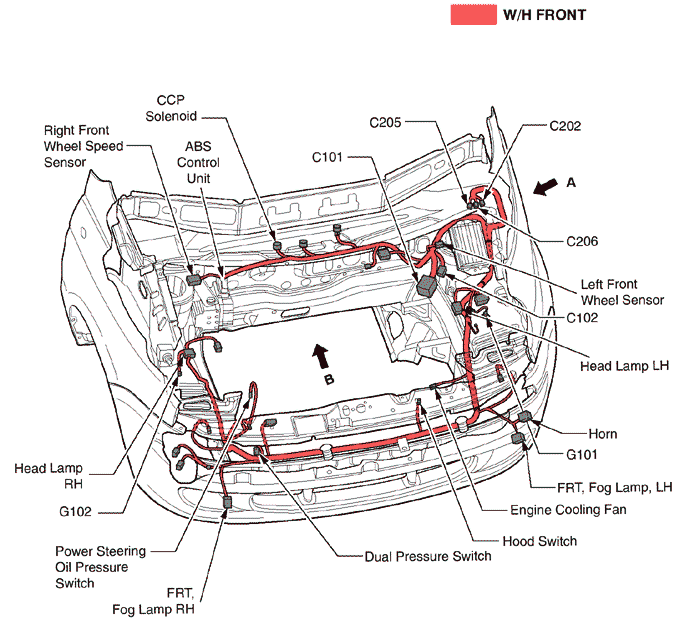 W/H FRONT
CCP
Solenoid
Right Front
Wheel Speed
Sensor
ABS
Control
Unit
C101
C205
C202
A
C206
Left Front
Wheel Sensor
C102
Head Lamp LH
B
Horn
G101
FRT, Fog Lamp, LH
Engine Cooling Fan
Hood Switch
Dual Pressure Switch
Head Lamp
RH
G102
Power Steering
Oil Pressure
Switch
FRT,
Fog Lamp RH